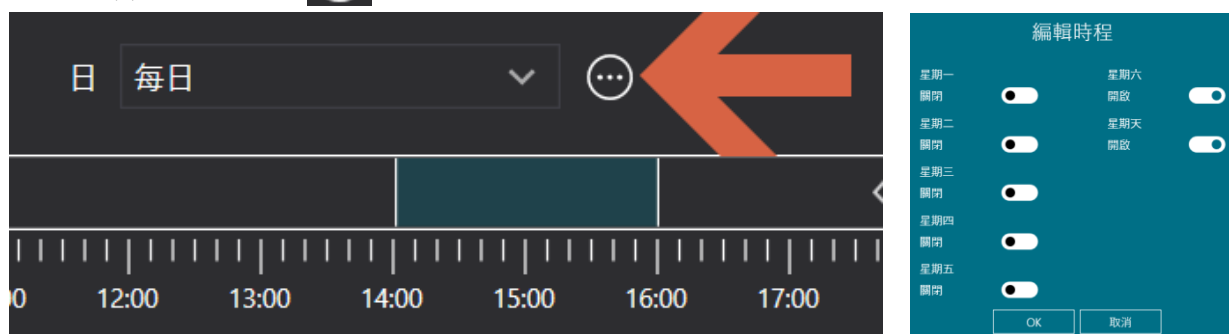 日 每日
12:00 13:00 14:00 15:00 16:00 17:00
編輯時程
星期一
關閉
星期二
關閉
星期三
關閉
星期四
關閉
星期五
關閉
星期六
開啟
星期天
開啟
OK 取消